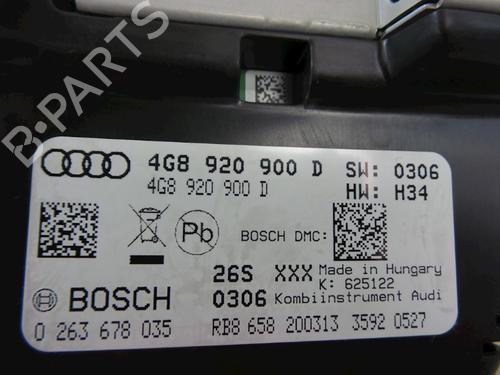 B-PARTS
4G8 920 900 D SW: 0306
4G8 920 900 D HW: H34
Pb
BOSCH DMC:
26S XXX Made in Hungary
K: 625122
BOSCH 0306 Kombiinstrument Audi
0 263 678 035 RB8 658 200313 3592 0527